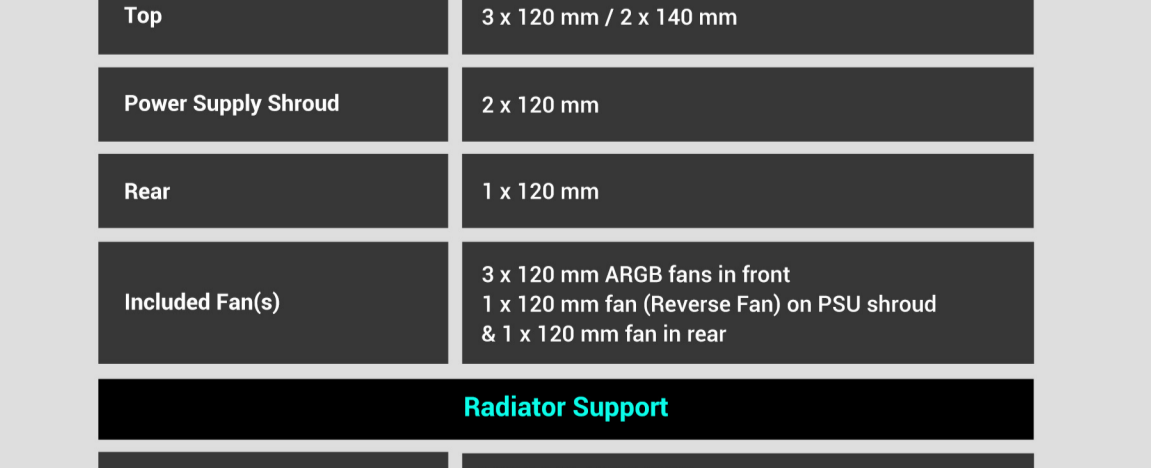 Top
3 x 120 mm / 2 x 140 mm
Power Supply Shroud
2 x 120 mm
Rear
1 x 120 mm
Included Fan(s)
3 x 120 mm ARGB fans in front
1 x 120 mm fan (Reverse Fan) on PSU shroud
& 1 x 120 mm fan in rear
Radiator Support